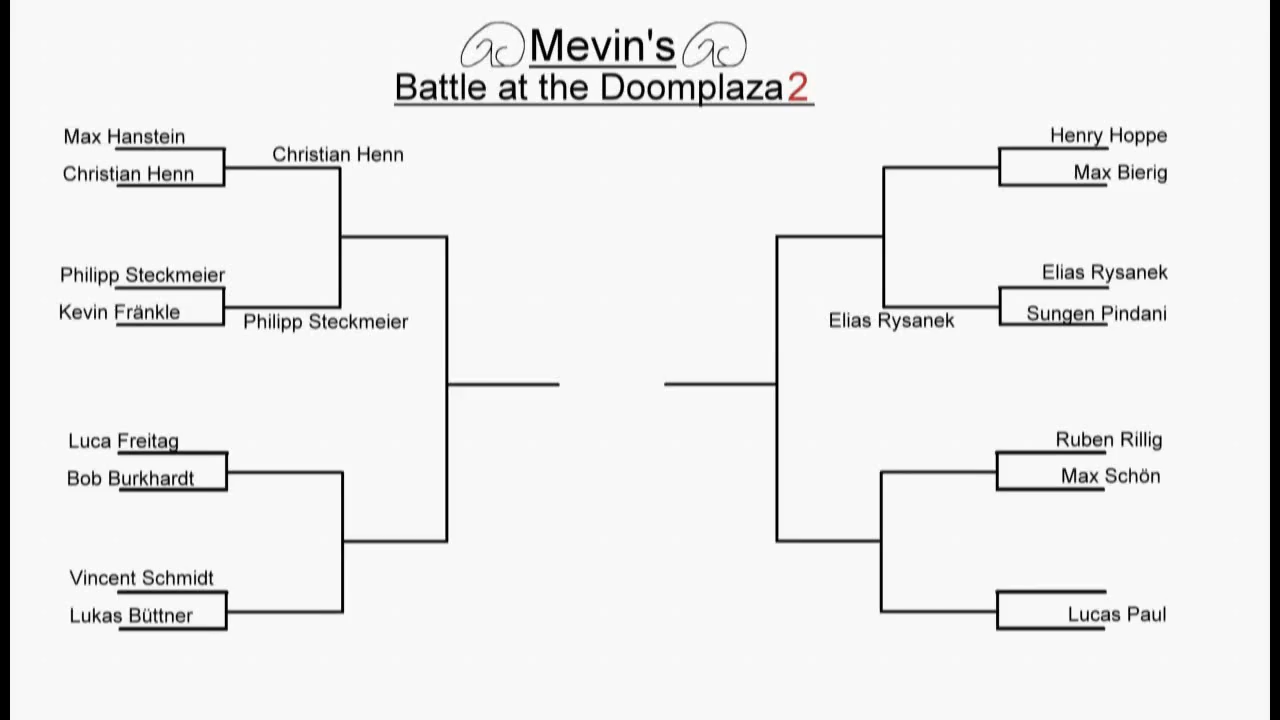 Mevin's
Battle at the Doomplaza 2
Max Hanstein
Christian Henn
Christian Henn
Philipp Steckmeier
Kevin Fränkle
Philipp Steckmeier
Luca Freitag
Bob Burkhardt
Vincent Schmidt
Lukas Büttner
Henry Hoppe
Max Bierig
Elias Rysanek
Sungen Pindani
Elias Rysanek
Ruben Rillig
Max Schön
Lucas Paul